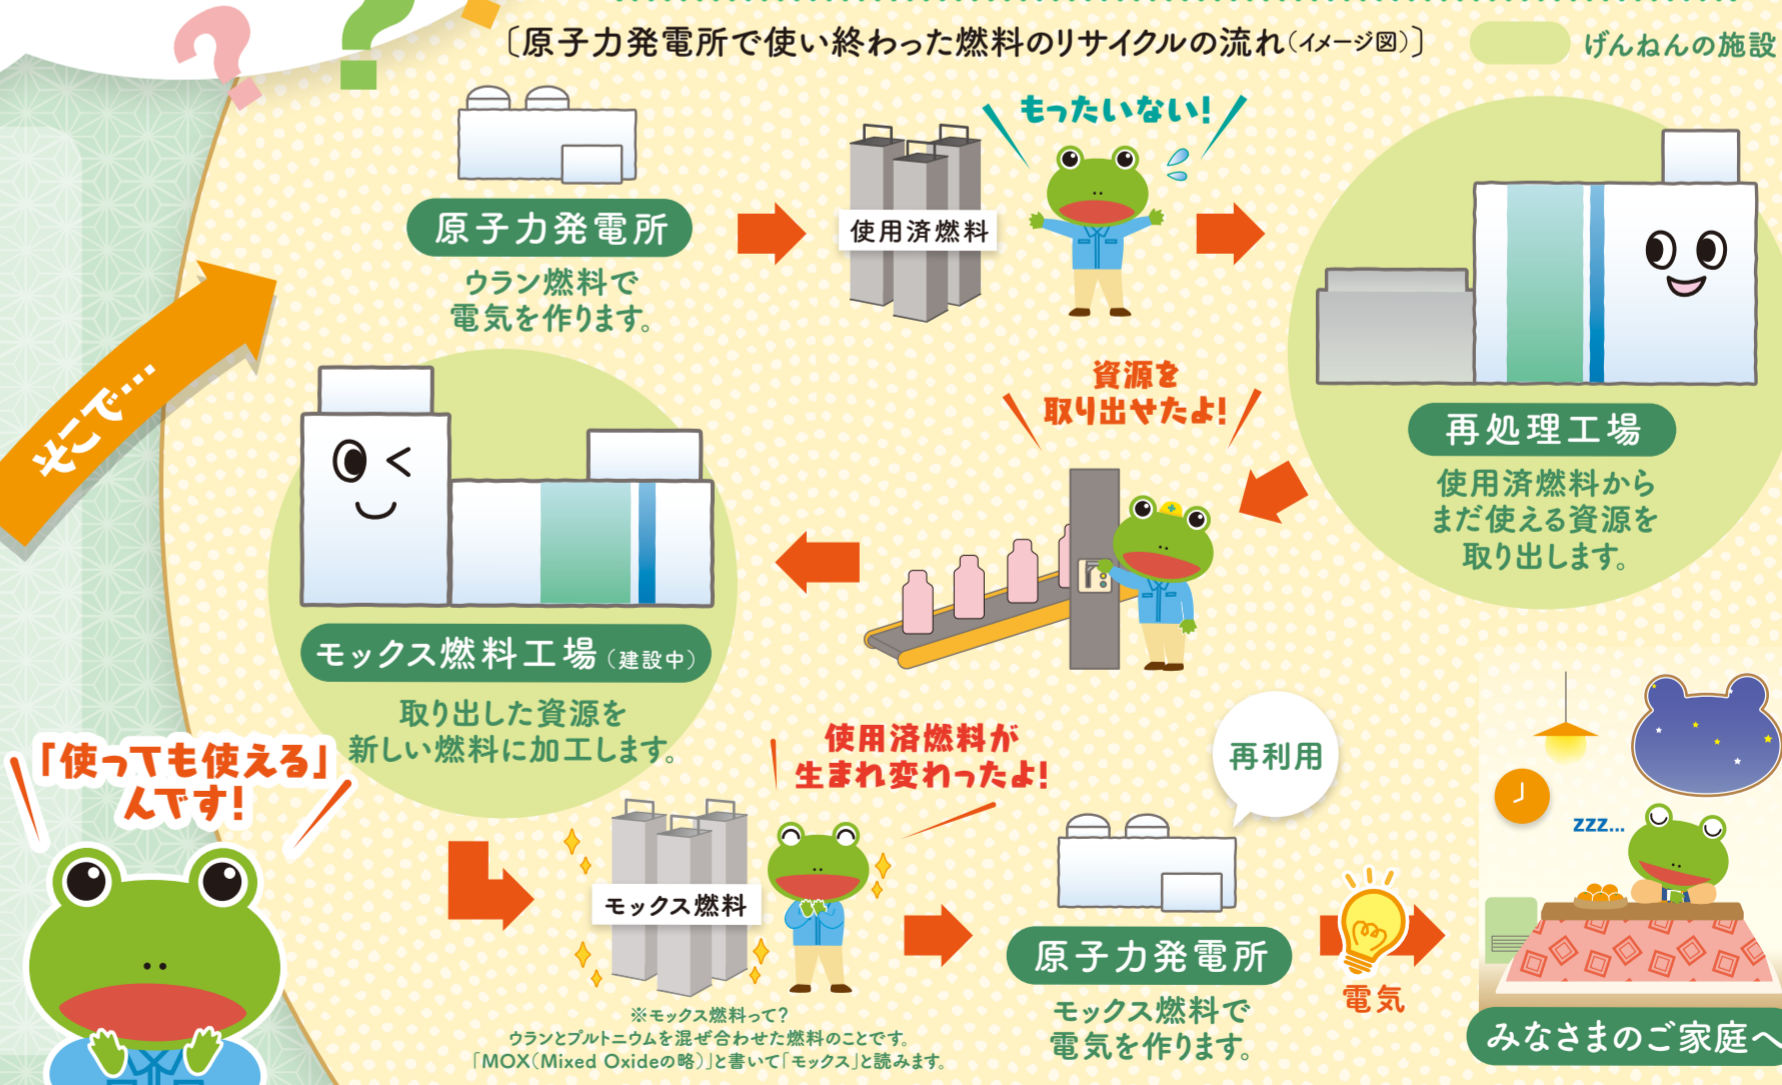 〔原子力発電所で使い終わった燃料のリサイクルの流れ(イメージ図)〕
げんねんの施設
そこで…
原子力発電所
ウラン燃料で
電気を作ります。
使用済燃料
もったいない!
再処理工場
使用済燃料から
まだ使える資源を
取り出します。
資源を
取り出せたよ!
モックス燃料工場(建設中)
取り出した資源を
新しい燃料に加工します。
「使っても使える」
んです!
使用済燃料が
生まれ変わったよ!
モックス燃料
※モックス燃料って?
ウランとプルトニウムを混ぜ合わせた燃料のことです。
「MOX(Mixed Oxideの略)」と書いて「モックス」と読みます。
再利用
原子力発電所
モックス燃料で
電気を作ります。
電気
zzz...
みなさまのご家庭へ